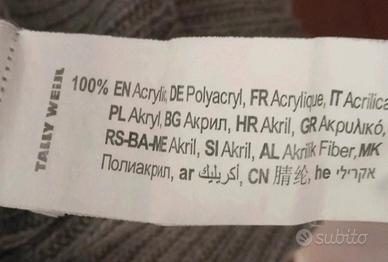 TALLY WEiJL
100% EN Acrylic, DE Polyacryl, FR Acrylique, IT Acrilica
PL Akryl, BG Акрил, HR Akril, GR Ακρυλικό,
RS-BA-ME Akril, SI Akril, AL Akrilik Fiber, MK
Полиакрил, ar أكريليك, CN 腈纶, he אקרילי
subito